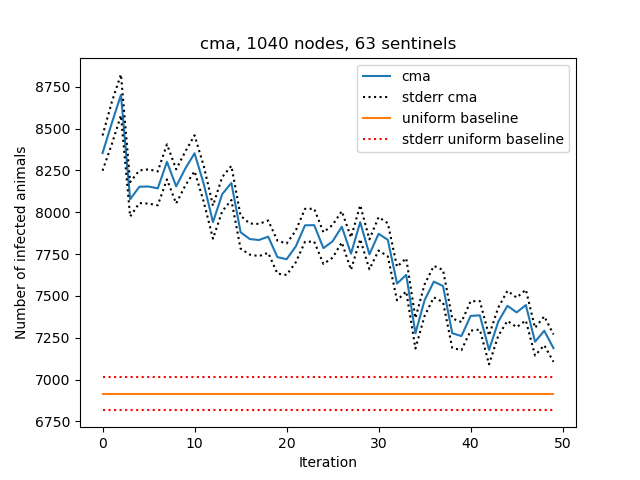 cma, 1040 nodes, 63 sentinels
Number of infected animals
8750
8500
8250
8000
7750
7500
7250
7000
6750
cma
stderr cma
uniform baseline
stderr uniform baseline
0
10
20
30
40
50
Iteration